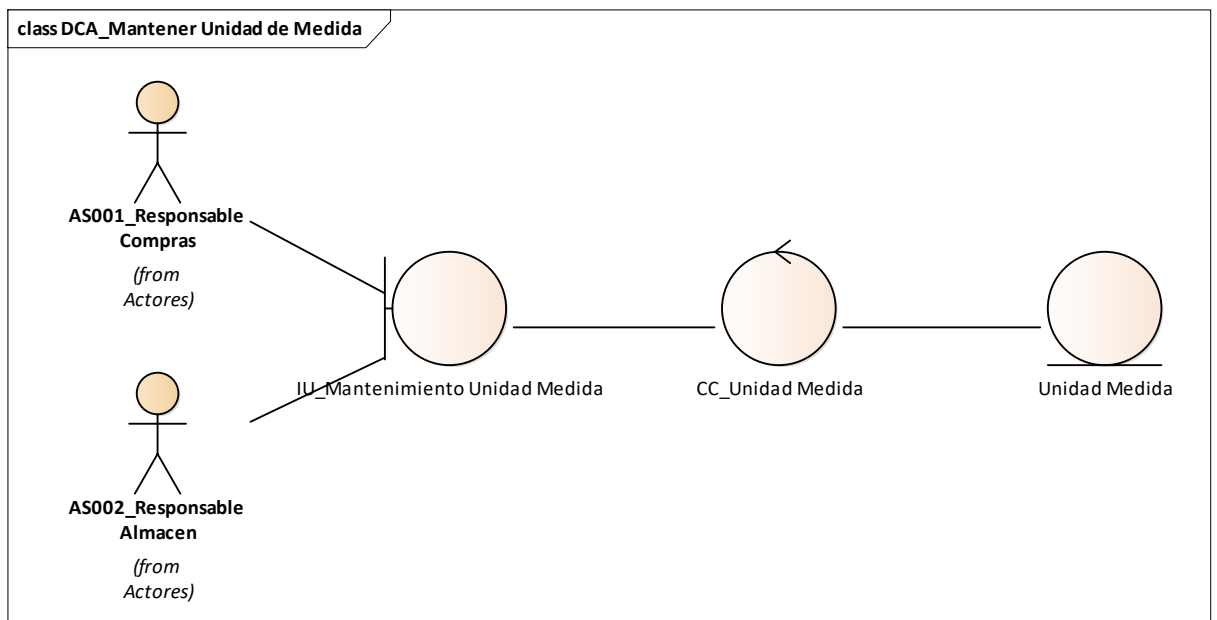 class DCA_Mantener Unidad de Medida
AS001_Responsable
Compras
(from
Actores)
IU_Mantenimiento Unidad Medida
CC_Unidad Medida
Unidad Medida
AS002_Responsable
Almacen
(from
Actores)